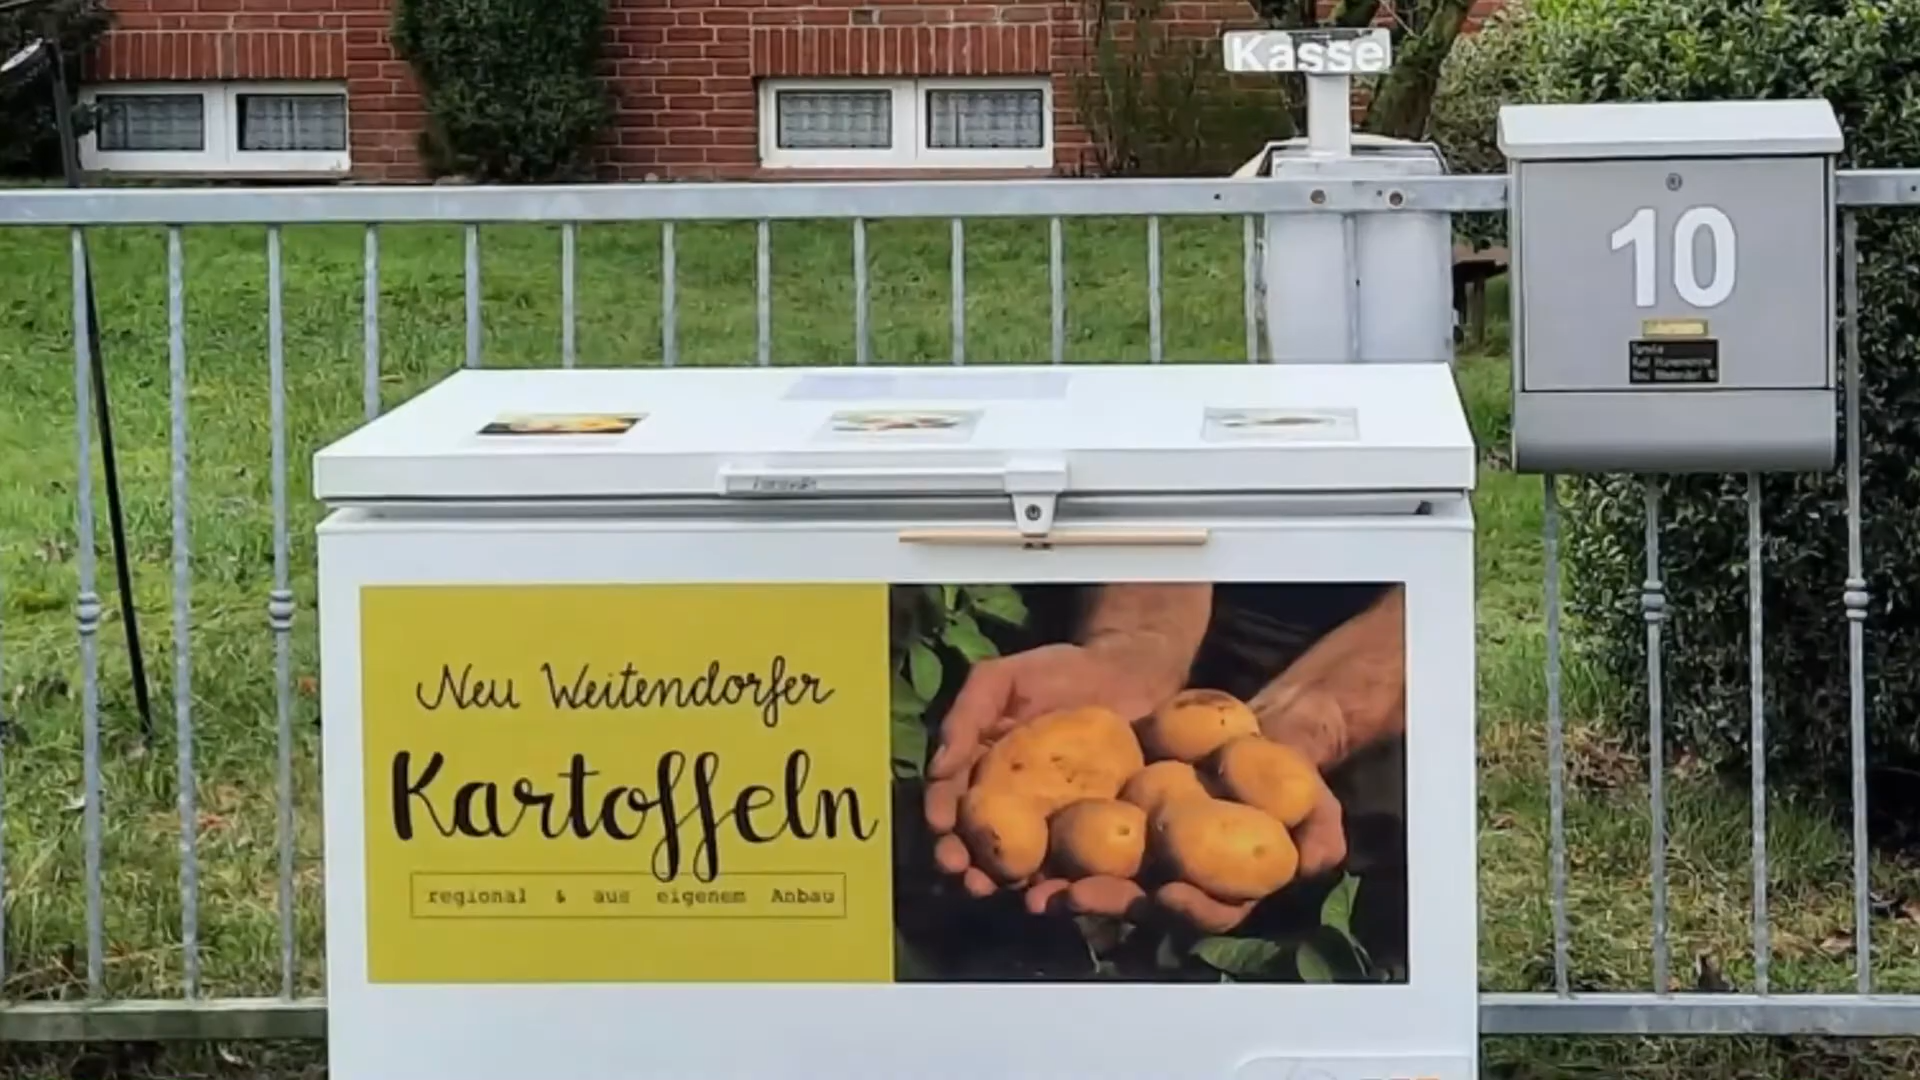 Kasse
10
Neu Weitendorfer
Kartoffeln
regional & aus eigenem Anbau